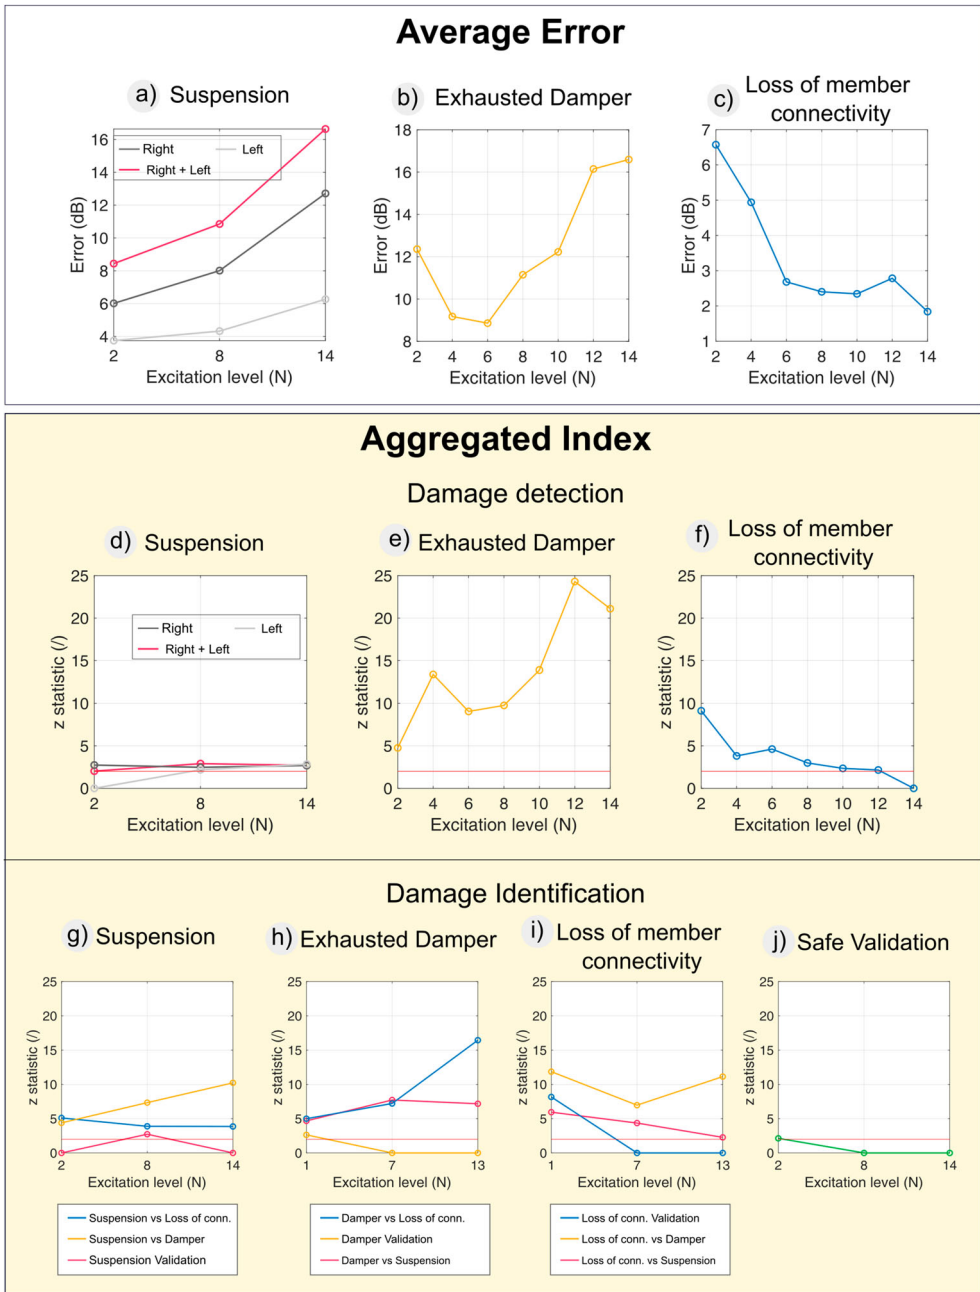 Average Error
a) Suspension
b) Exhausted Damper
c) Loss of member
connectivity
Error (dB)
16
14
12
10
8
6
4
Right
Left
Right + Left
2 8 14
Excitation level (N)
Error (dB)
18
16
14
12
10
8
2 4 6 8 10 12 14
Excitation level (N)
Error (dB)
7
6
5
4
3
2
1
2 4 6 8 10 12 14
Excitation level (N)
Aggregated Index
Damage detection
d) Suspension
e) Exhausted Damper
f) Loss of member
connectivity
z statistic (/)
25
20
15
10
5
0
Right
Left
Right + Left
2 8 14
Excitation level (N)
z statistic (/)
25
20
15
10
5
0
2 4 6 8 10 12 14
Excitation level (N)
z statistic (/)
25
20
15
10
5
0
2 4 6 8 10 12 14
Excitation level (N)
Damage Identification
g) Suspension
h) Exhausted Damper
i) Loss of member
connectivity
j) Safe Validation
z statistic (/)
25
20
15
10
5
0
2 8 14
Excitation level (N)
Suspension vs Loss of conn.
Suspension vs Damper
Suspension Validation
z statistic (/)
25
20
15
10
5
0
1 7 13
Excitation level (N)
Damper vs Loss of conn.
Damper Validation
Damper vs Suspension
z statistic (/)
25
20
15
10
5
0
1 7 13
Excitation level (N)
Loss of conn. Validation
Loss of conn. vs Damper
Loss of conn. vs Suspension
z statistic (/)
25
20
15
10
5
0
2 8 14
Excitation level (N)